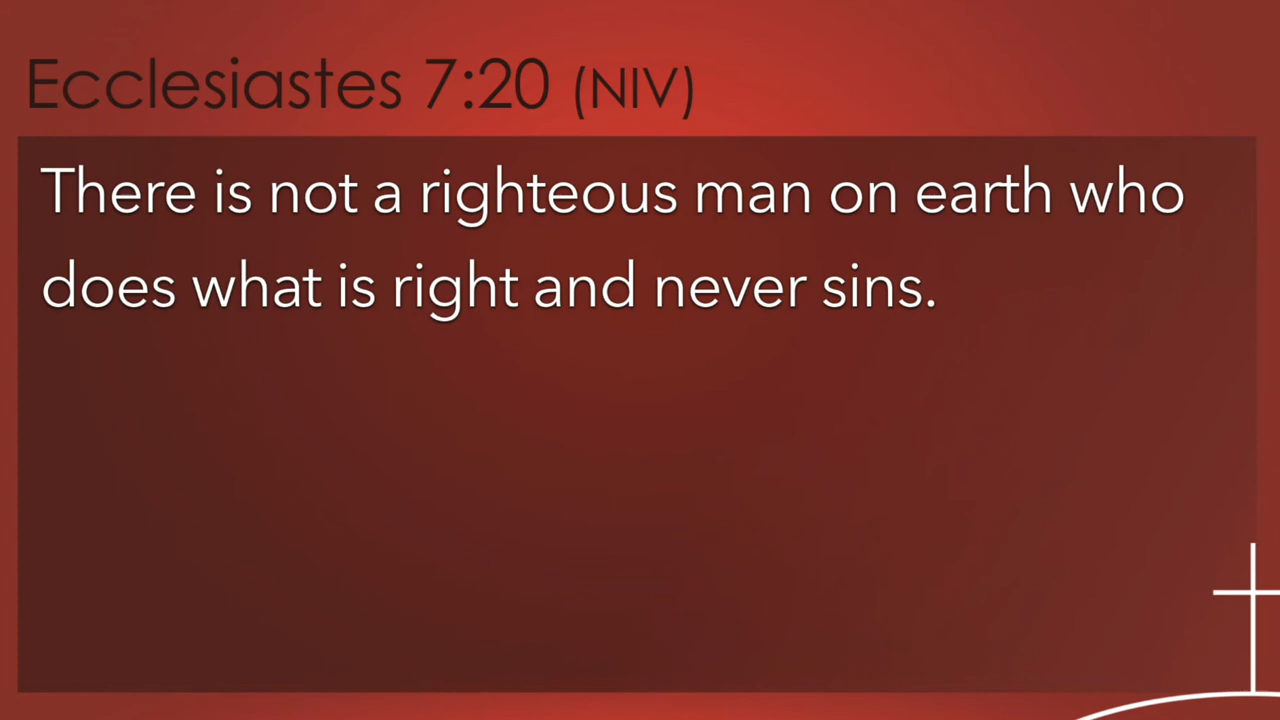 Ecclesiastes 7:20 (NIV)
There is not a righteous man on earth who
does what is right and never sins.